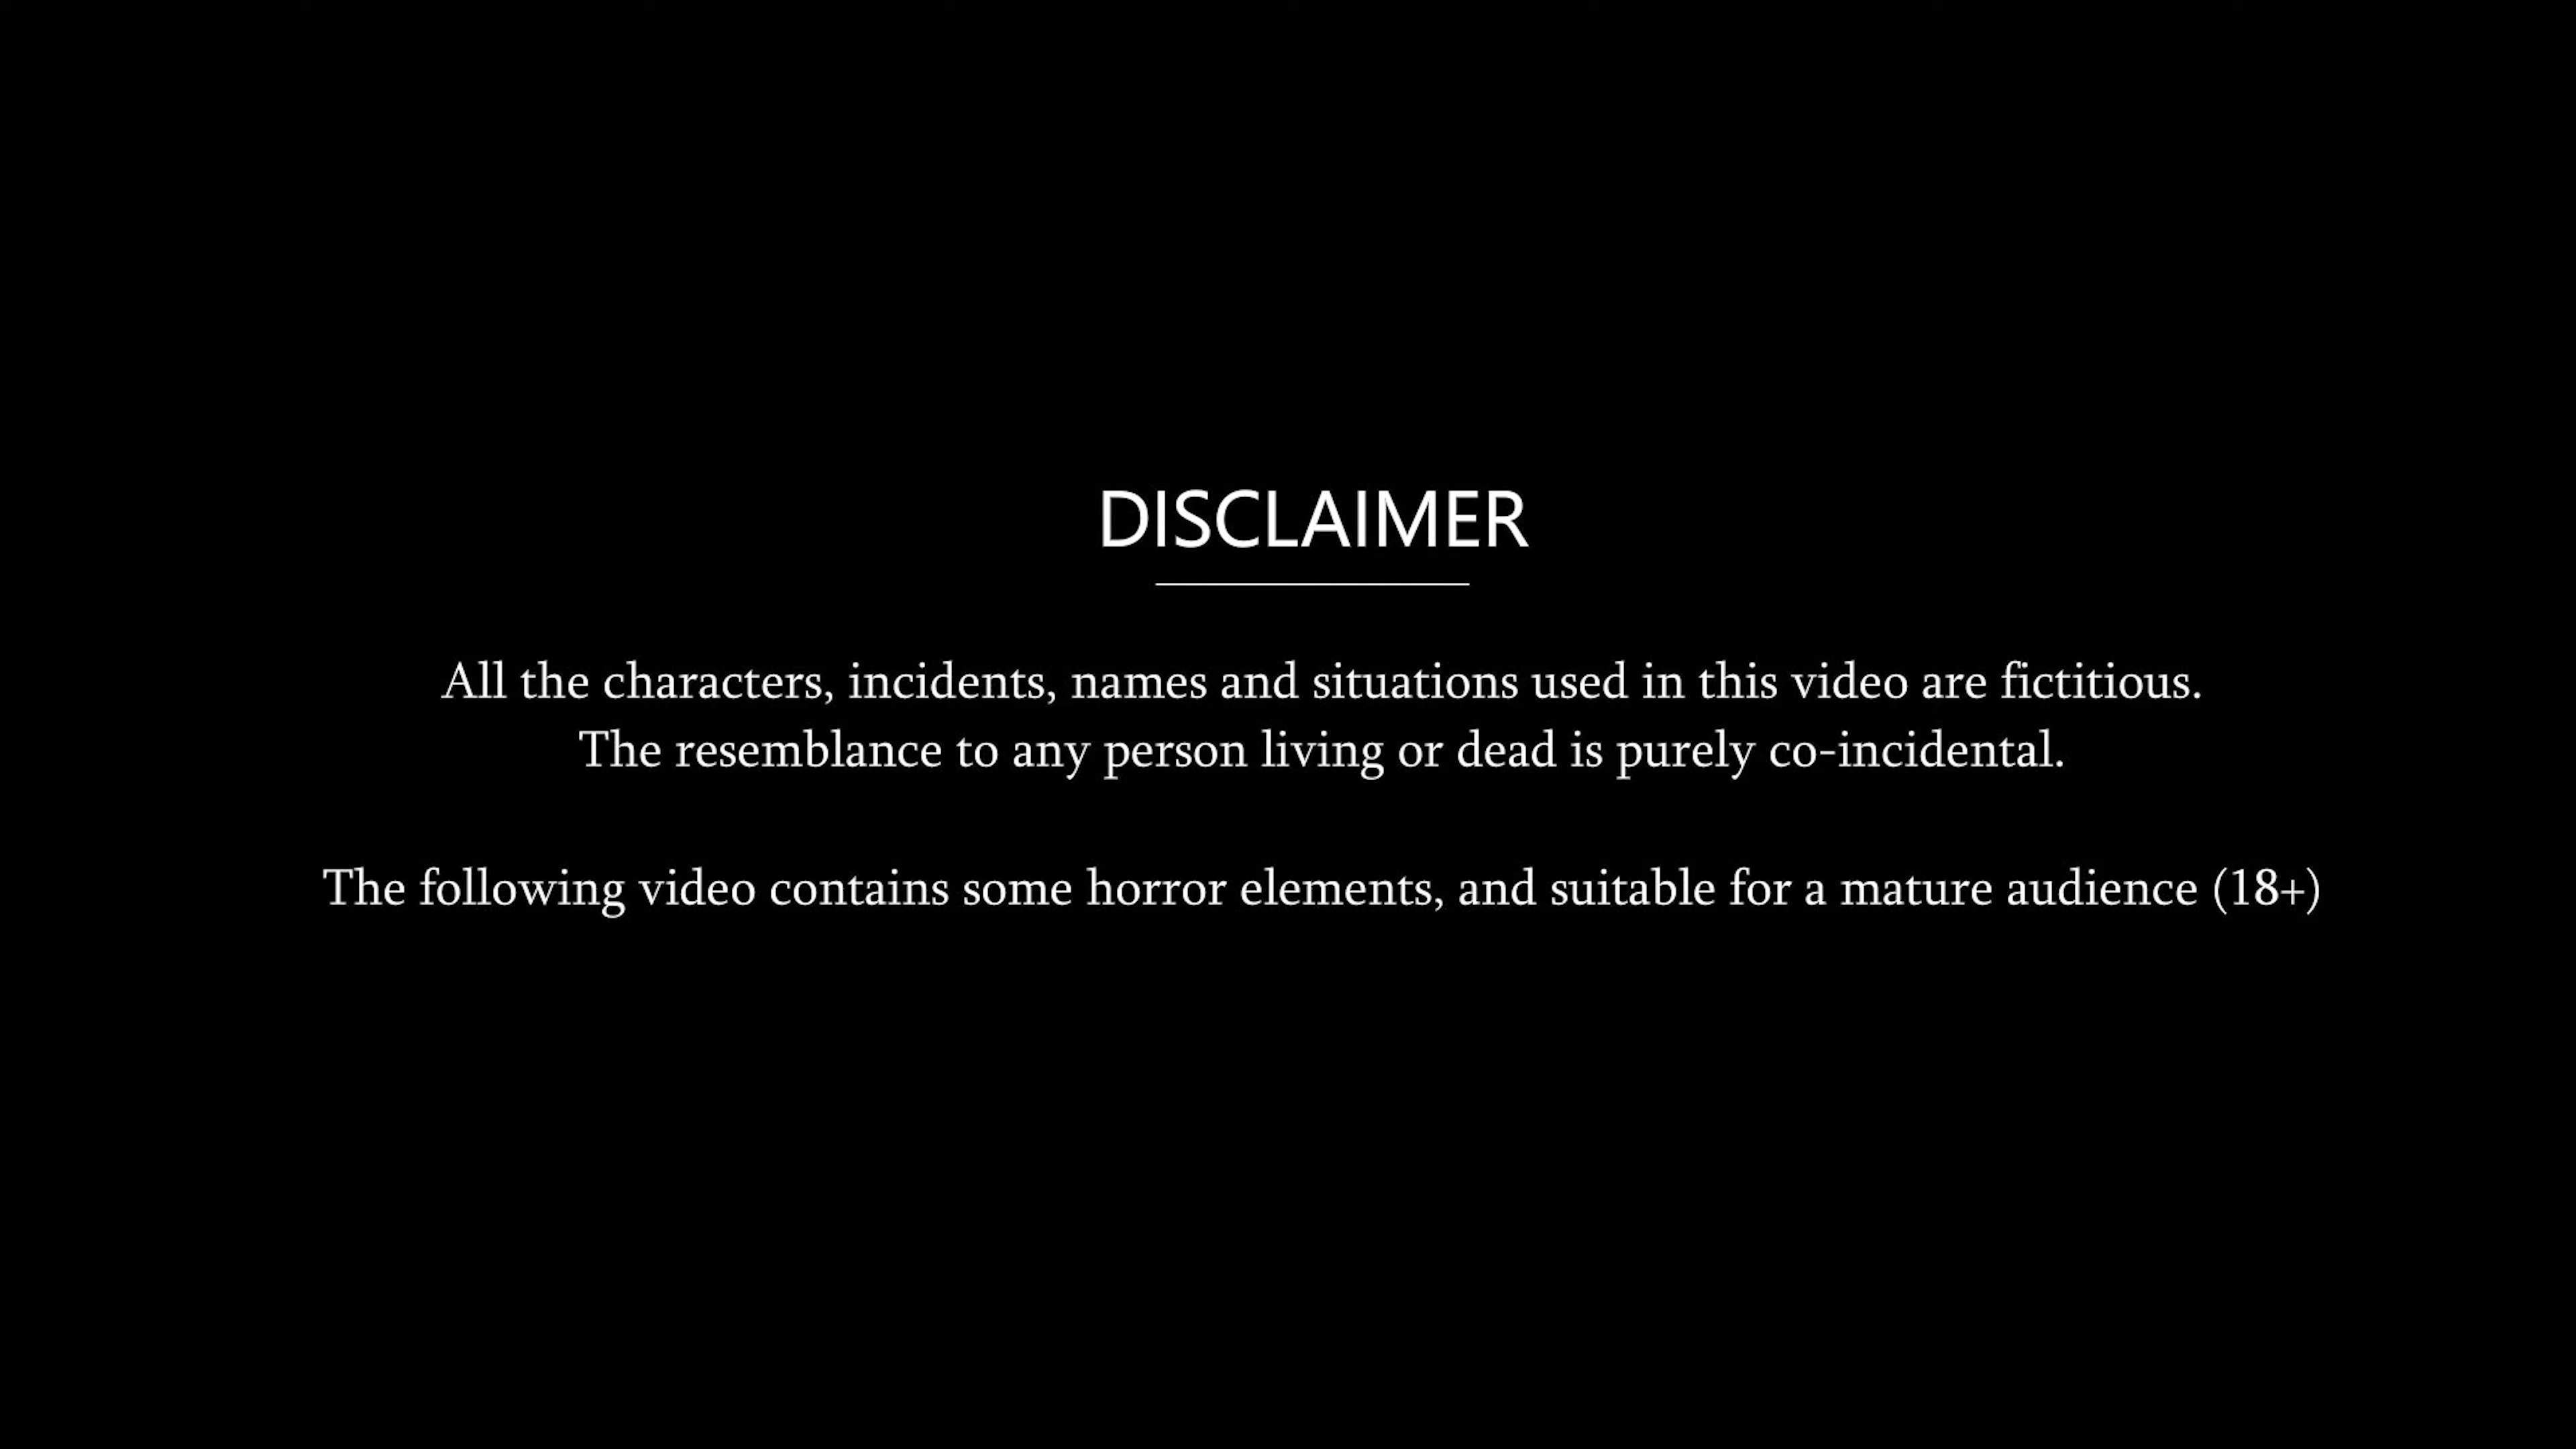 DISCLAIMER
All the characters, incidents, names and situations used in this video are fictitious.
The resemblance to any person living or dead is purely co-incidental.
The following video contains some horror elements, and suitable for a mature audience (18+)